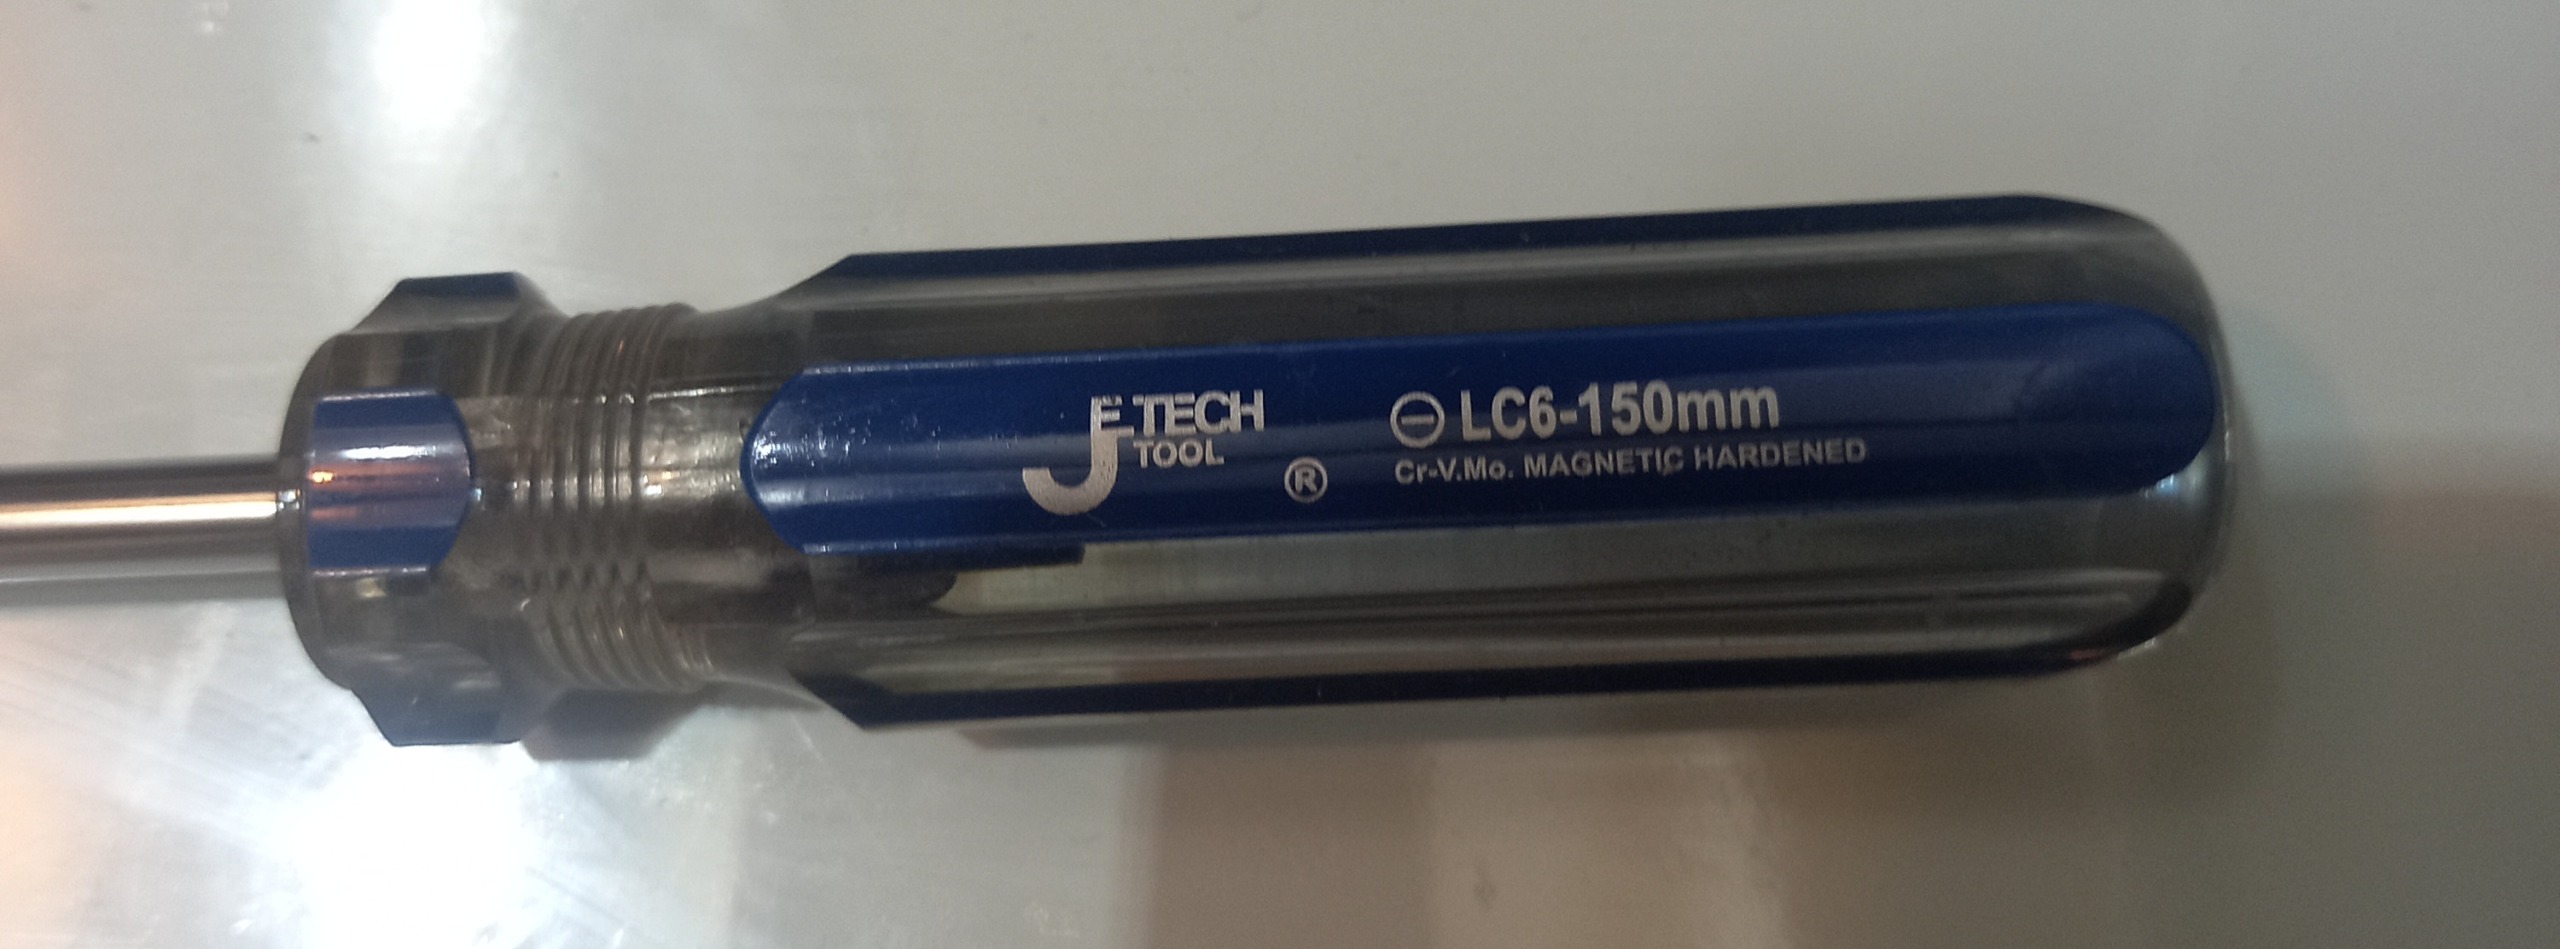 JETECH
TOOL
®
⊖ LC6-150mm
Cr-V.Mo. MAGNETIC HARDENED